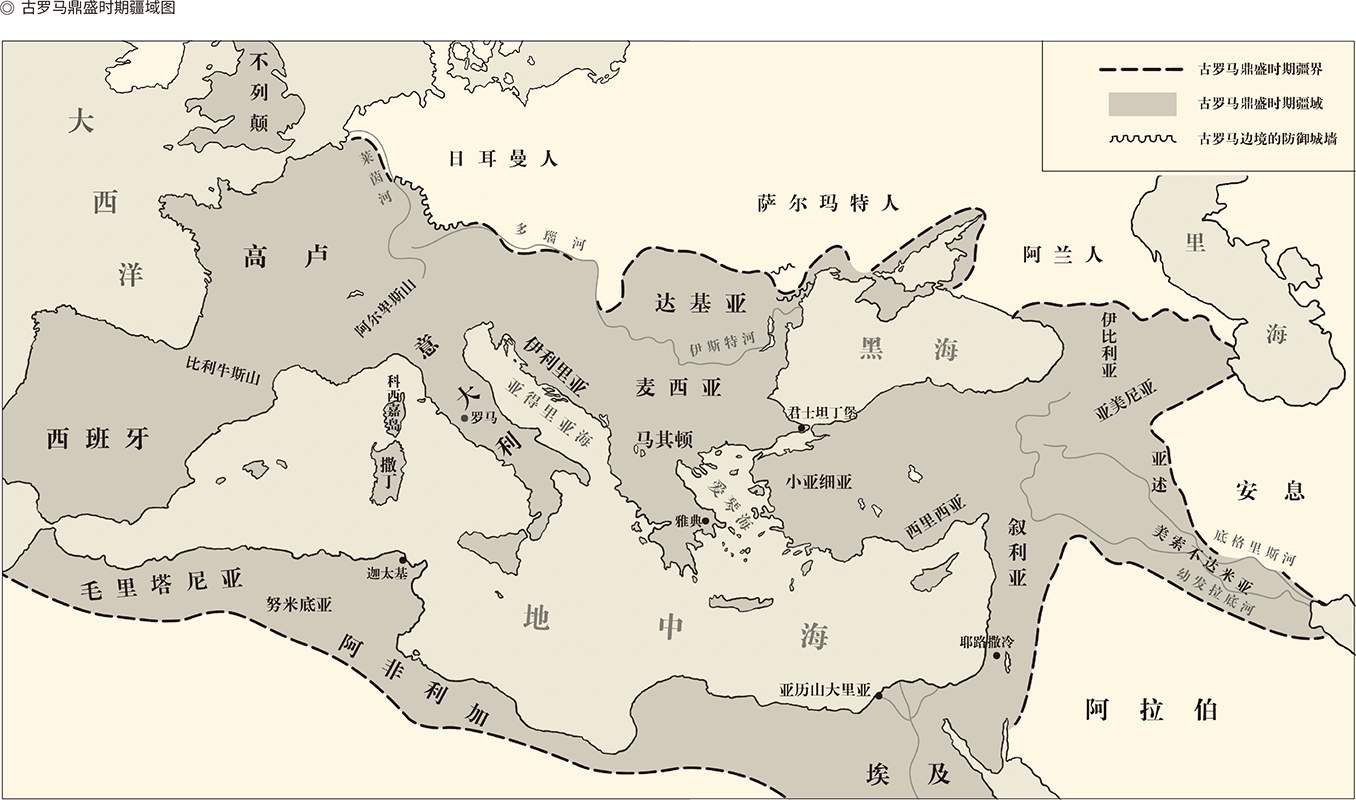 ◎ 古罗马鼎盛时期疆域图
古罗马鼎盛时期疆界
古罗马鼎盛时期疆域
古罗马边境的防御城墙
不列颠
大西洋
莱茵河
日耳曼人
萨尔玛特人
多瑙河
阿兰人
里海
高卢
阿尔卑斯山
达基亚
伊斯特河
黑海
伊比利亚
亚美尼亚
比利牛斯山
意大利
伊利里亚
亚得里亚海
麦西亚
科西嘉岛
罗马
君士坦丁堡
马其顿
西班牙
撒丁
小亚细亚
亚述
安息
爱琴海
雅典
西里西亚
叙利亚
底格里斯河
美索不达米亚
幼发拉底河
毛里塔尼亚
迦太基
努米底亚
地中海
耶路撒冷
阿非利加
亚历山大里亚
阿拉伯
埃及